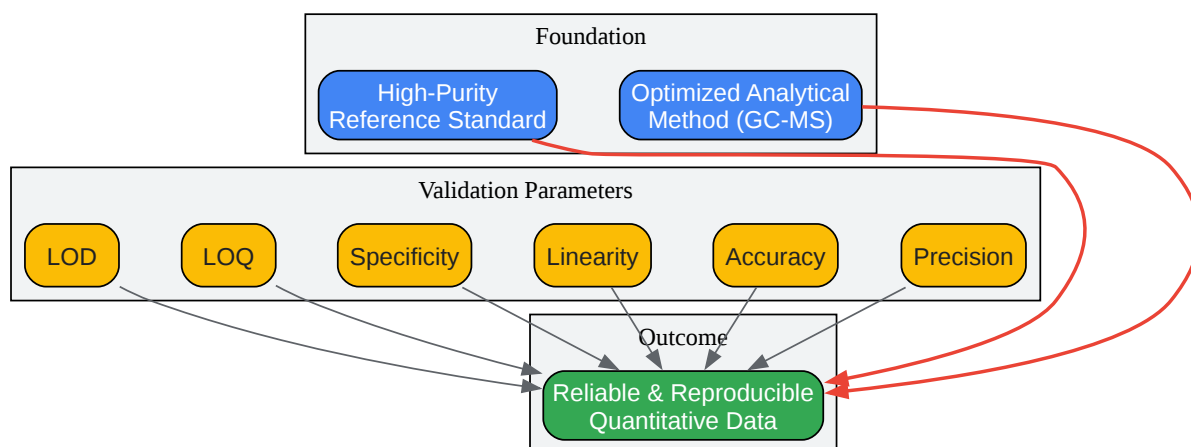 Foundation
High-Purity
Reference Standard
Optimized Analytical
Method (GC-MS)
Validation Parameters
LOD
LOQ
Specificity
Linearity
Accuracy
Precision
Outcome
Reliable & Reproducible
Quantitative Data